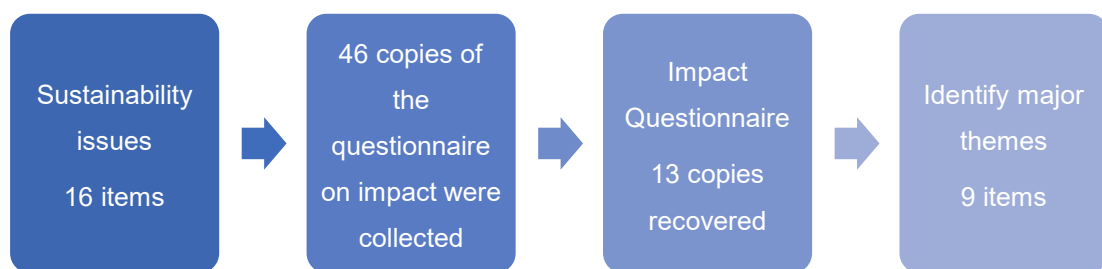 Sustainability
issues
16 items
46 copies of
the
questionnaire
on impact were
collected
Impact
Questionnaire
13 copies
recovered
Identify major
themes
9 items